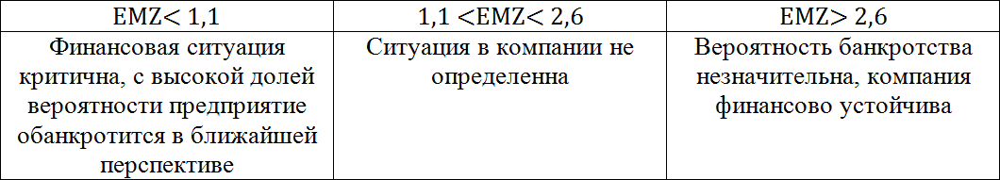 EMZ< 1,1
1,1 <EMZ< 2,6
EMZ> 2,6
Финансовая ситуация
критична, с высокой долей
вероятности предприятие
обанкротится в ближайшей
перспективе
Ситуация в компании не
определенна
Вероятность банкротства
незначительна, компания
финансово устойчива